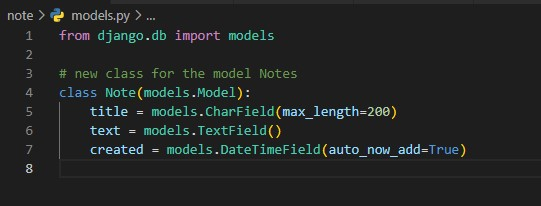 note > models.py > ...
1 from django.db import models
2
3 # new class for the model Notes
4 class Note(models.Model):
5     title = models.CharField(max_length=200)
6     text = models.TextField()
7     created = models.DateTimeField(auto_now_add=True)
8